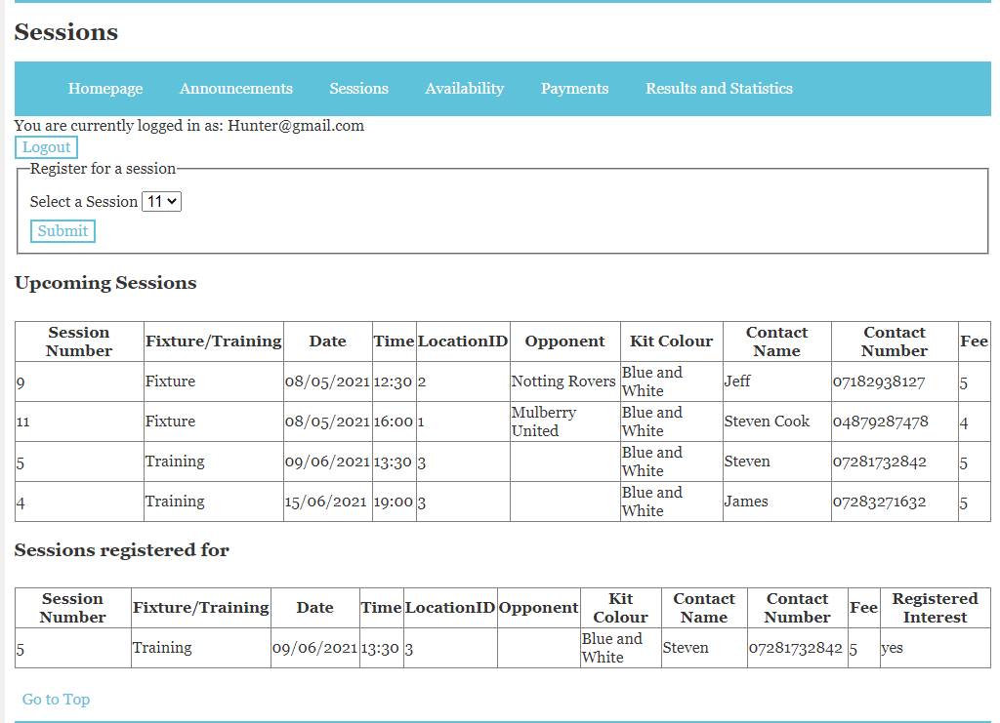 Sessions
Homepage Announcements Sessions Availability Payments Results and Statistics
You are currently logged in as: Hunter@gmail.com
Logout
Register for a session
Select a Session 11
Submit
Upcoming Sessions
Session Number Fixture/Training Date Time LocationID Opponent Kit Colour Contact Name Contact Number Fee
9 Fixture 08/05/2021 12:30 2 Notting Rovers Blue and White Jeff 07182938127 5
11 Fixture 08/05/2021 16:00 1 Mulberry United Blue and White Steven Cook 04879287478 4
5 Training 09/06/2021 13:30 3 Blue and White Steven 07281732842 5
4 Training 15/06/2021 19:00 3 Blue and White James 07283271632 5
Sessions registered for
Session Number Fixture/Training Date Time LocationID Opponent Kit Colour Contact Name Contact Number Fee Registered Interest
5 Training 09/06/2021 13:30 3 Blue and White Steven 07281732842 5 yes
Go to Top